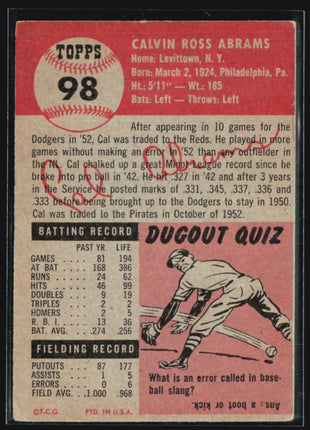 TOPPS
98
CALVIN ROSS ABRAMS
Home: Levittown, N. Y.
Born: March 2, 1924, Philadelphia, Pa.
Ht.: 5'11" — Wt.: 185
Bats: Left — Throws: Left
After appearing in 10 games for the
Dodgers in '52, Cal was traded to the Reds. He played more
games without making an error in '52 than any outfielder in
the Cal chalked up a great Minor League record since
he broke into pro ball in '42. He hit .327 in '42 and after 3 years
in the Service he posted marks of .331, .345, .337, .336 and
.333 before being brought up to the Dodgers to stay in 1950.
Cal was traded to the Pirates in October of 1952.
Cal Abrams
BATTING RECORD
PAST YR. LIFE
GAMES 81 194
AT BAT 168 386
RUNS 24 62
HITS 46 99
DOUBLES 9 19
TRIPLES 2 2
HOMERS 2 5
R. B. I. 13 36
BAT. AVG. .274 .256
FIELDING RECORD
PUTOUTS 87 177
ASSISTS 3 5
ERRORS 0 6
FIELD AVG. 1.000 .968
©T.C.G. PTD. IN U.S.A.
DUGOUT QUIZ
What is an error called in base-
ball slang?
Ans.: a boot or kick.